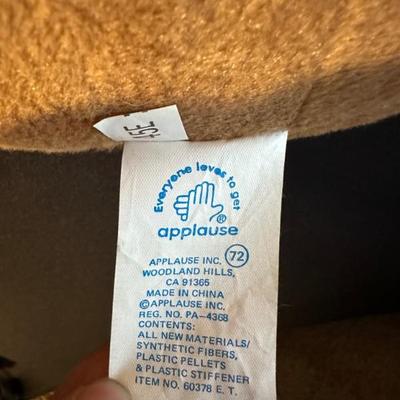 Everyone loves to get
®
applause
72
APPLAUSE INC.
WOODLAND HILLS,
CA 91365
MADE IN CHINA
©APPLAUSE INC.
REG. NO. PA-4368
CONTENTS:
ALL NEW MATERIALS/
SYNTHETIC FIBERS,
PLASTIC PELLETS
& PLASTIC STIFFENER
ITEM NO. 60378 E. T.